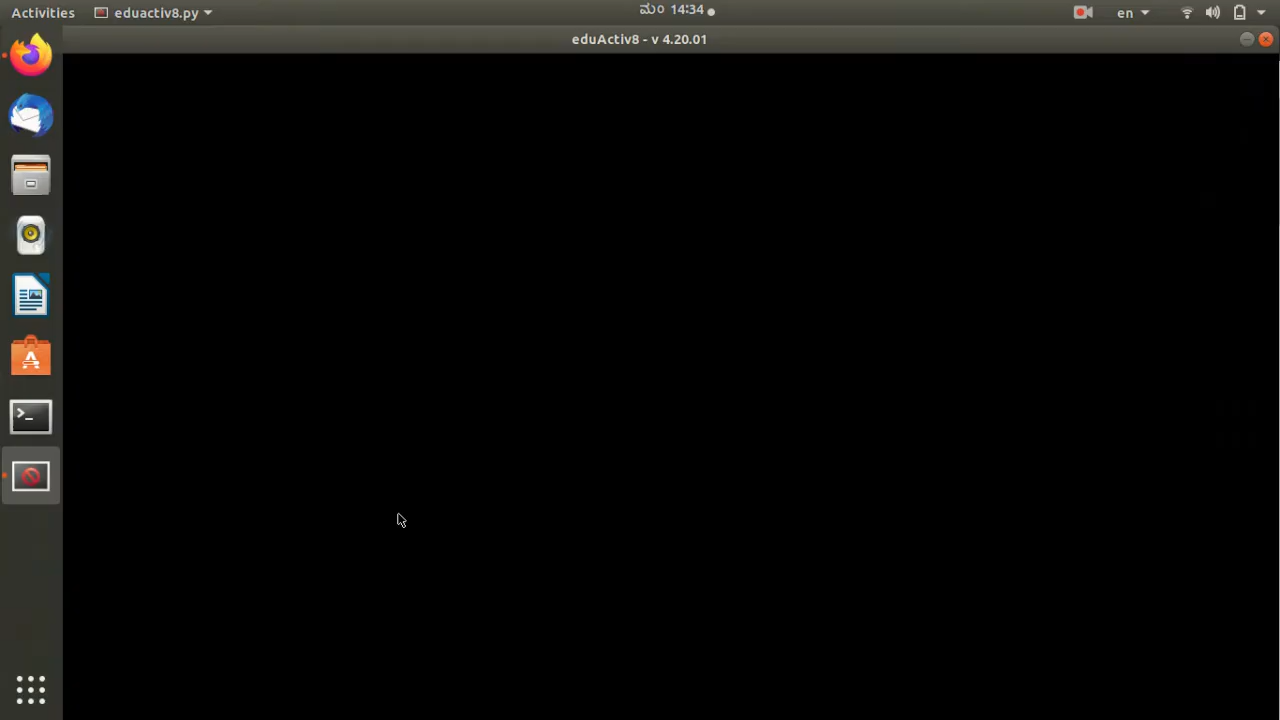 Activities eduactiv8.py ಮಂಗ 14:34 en
eduActiv8 - v 4.20.01